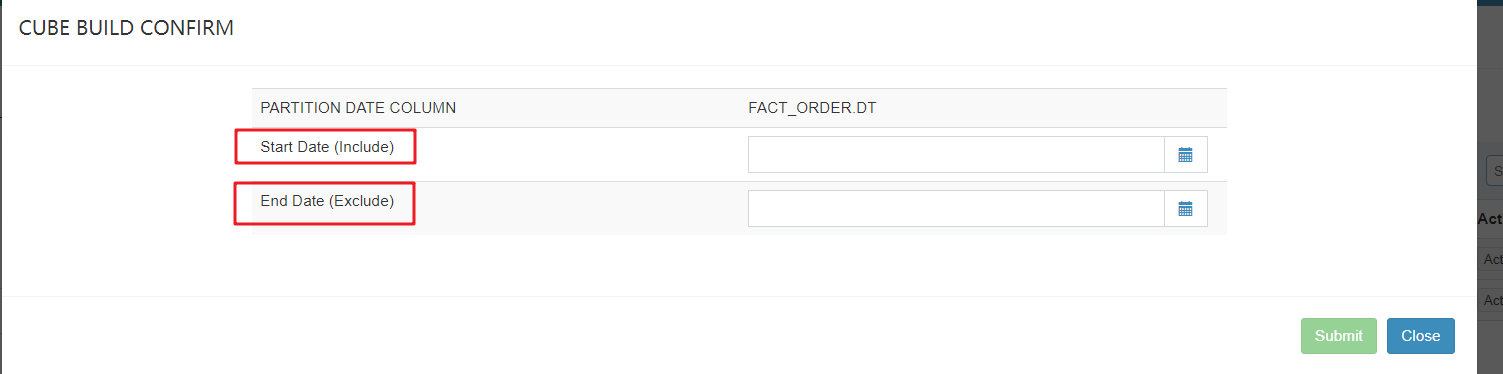 CUBE BUILD CONFIRM
PARTITION DATE COLUMN FACT_ORDER.DT
Start Date (Include)
End Date (Exclude)
S
Act
Act
Act
Submit Close